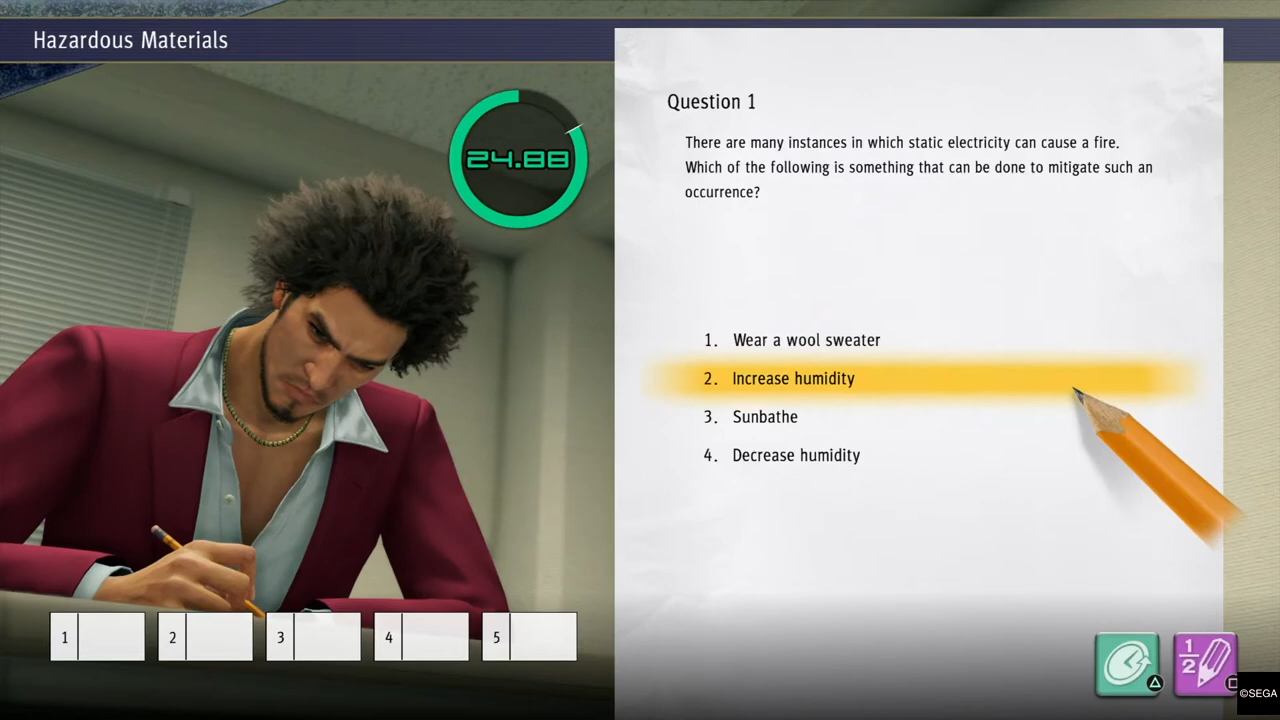 Hazardous Materials
24.88
Question 1
There are many instances in which static electricity can cause a fire.
Which of the following is something that can be done to mitigate such an
occurrence?
1. Wear a wool sweater
2. Increase humidity
3. Sunbathe
4. Decrease humidity
1 2 3 4 5
1/2
©SEGA